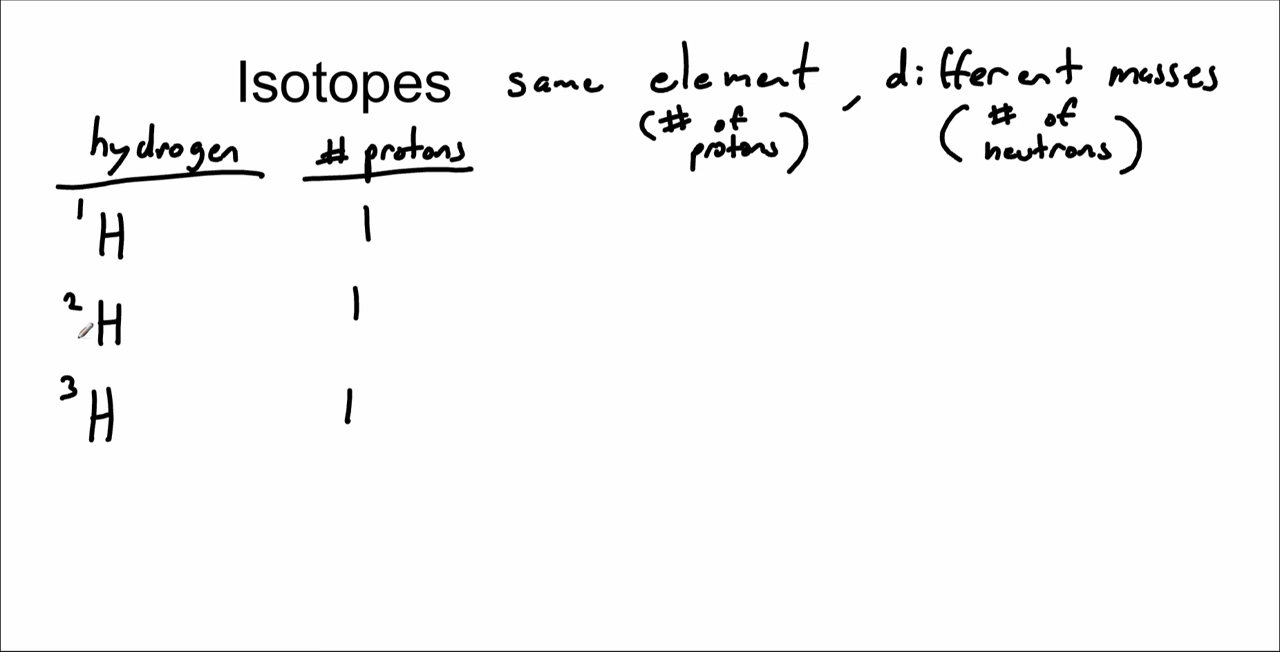 Isotopes same element, different masses
(# of protons) (# of neutrons)
hydrogen # protons
¹H 1
²H 1
³H 1